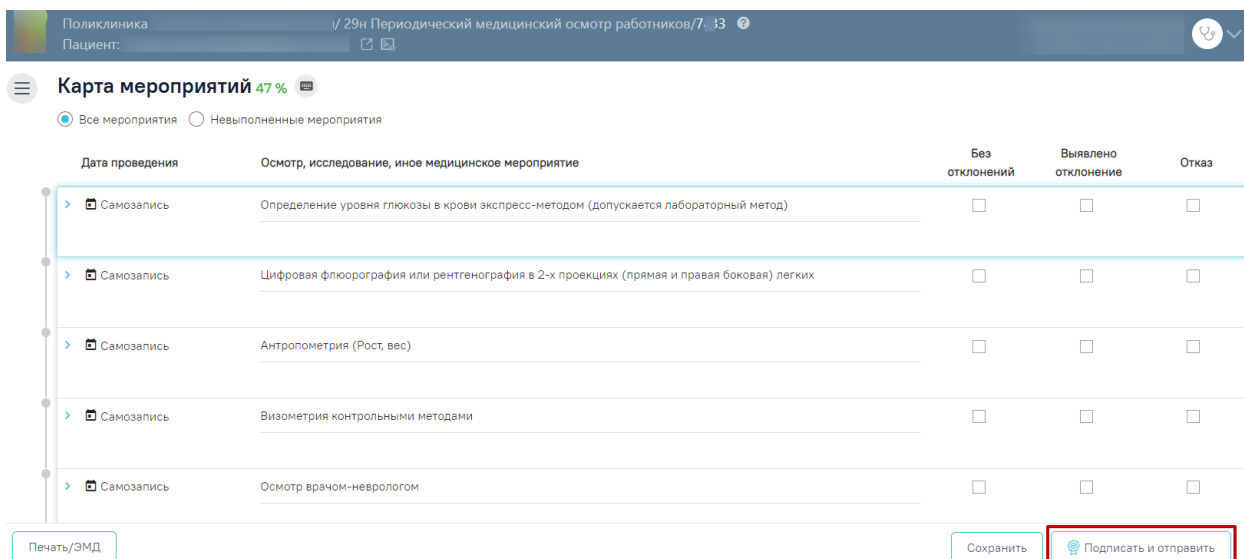 Поликлиника / 29н Периодический медицинский осмотр работников/
Пациент:
Карта мероприятий 47 %
Все мероприятия Невыполненные мероприятия
Дата проведения Осмотр, исследование, иное медицинское мероприятие Без отклонений Выявлено отклонение Отказ
Самозапись Определение уровня глюкозы в крови экспресс-методом (допускается лабораторный метод)
Самозапись Цифровая флюорография или рентгенография в 2-х проекциях (прямая и правая боковая) легких
Самозапись Антропометрия (Рост, вес)
Самозапись Визометрия контрольными методами
Самозапись Осмотр врачом-неврологом
Печать/ЭМД Сохранить Подписать и отправить